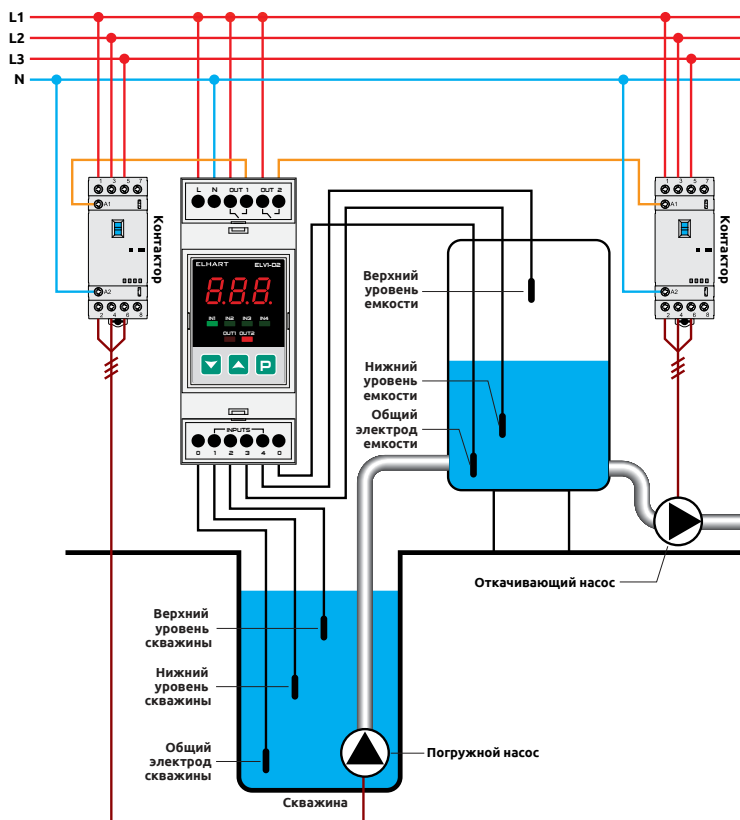 L1
L2
L3
N
1 3 5 7
A1
A2
2 4 6 8
Контактор
L N OUT 1 OUT 2
ELHART ELVI-D2
8.8.8.
IN1 IN2 IN3 IN4
OUT1 OUT2
P
INPUTS
0 1 2 3 4 0
1 3 5 7
A1
A2
2 4 6 8
Контактор
Верхний
уровень
емкости
Нижний
уровень
емкости
Общий
электрод
емкости
Откачивающий насос
Верхний
уровень
скважины
Нижний
уровень
скважины
Общий
электрод
скважины
Погружной насос
Скважина